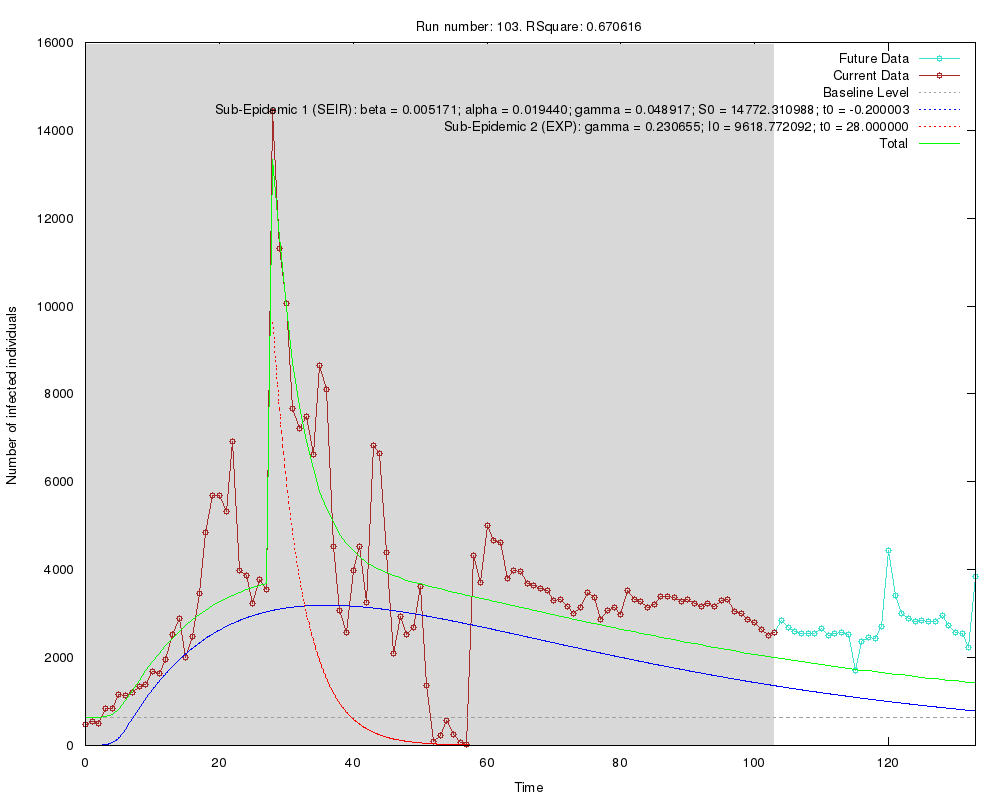 Run number: 103. RSquare: 0.670616
16000
14000
12000
10000
8000
6000
4000
2000
0
Number of infected individuals
Future Data
Current Data
Baseline Level
Sub-Epidemic 1 (SEIR): beta = 0.005171; alpha = 0.019440; gamma = 0.048917; S0 = 14772.310988; t0 = -0.200003
Sub-Epidemic 2 (EXP): gamma = 0.230655; I0 = 9618.772092; t0 = 28.000000
Total
0 20 40 60 80 100 120
Time